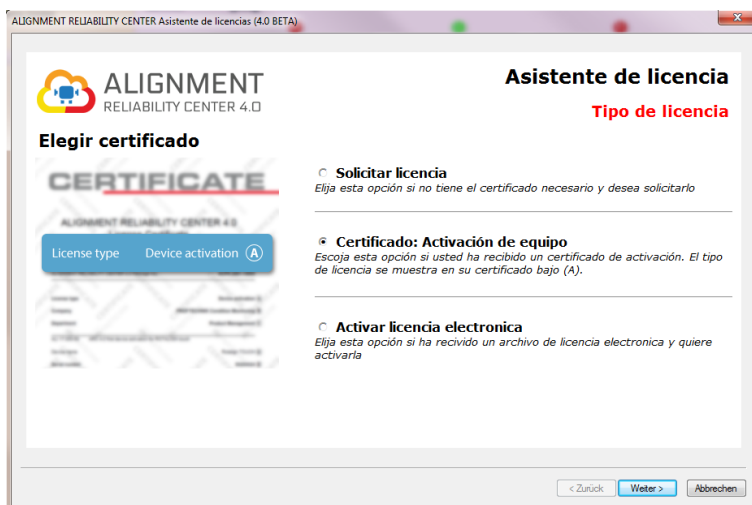 ALIGNMENT RELIABILITY CENTER Asistente de licencias (4.0 BETA)
ALIGNMENT
RELIABILITY CENTER 4.0
Asistente de licencia
Tipo de licencia
Elegir certificado
CERTIFICATE
ALIGNMENT RELIABILITY CENTER 4.0
License type Device activation A
Solicitar licencia
Elija esta opción si no tiene el certificado necesario y desea solicitarlo
Certificado: Activación de equipo
Escoja esta opción si usted ha recibido un certificado de activación. El tipo
de licencia se muestra en su certificado bajo (A).
Activar licencia electronica
Elija esta opción si ha recivido un archivo de licencia electronica y quiere
activarla
< Zurück Weiter > Abbrechen